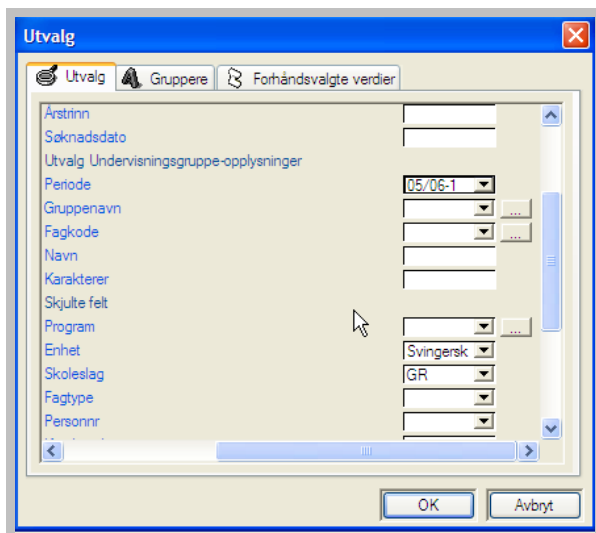 Utvalg
Utvalg Gruppere Forhåndsvalgte verdier
Årstrinn
Søknadsdato
Utvalg Undervisningsgruppe-opplysninger
Periode 05/06-1
Gruppenavn ...
Fagkode ...
Navn
Karakterer
Skjulte felt
Program ...
Enhet Svingersk
Skoleslag GR
Fagtype
Personnr
OK Avbryt